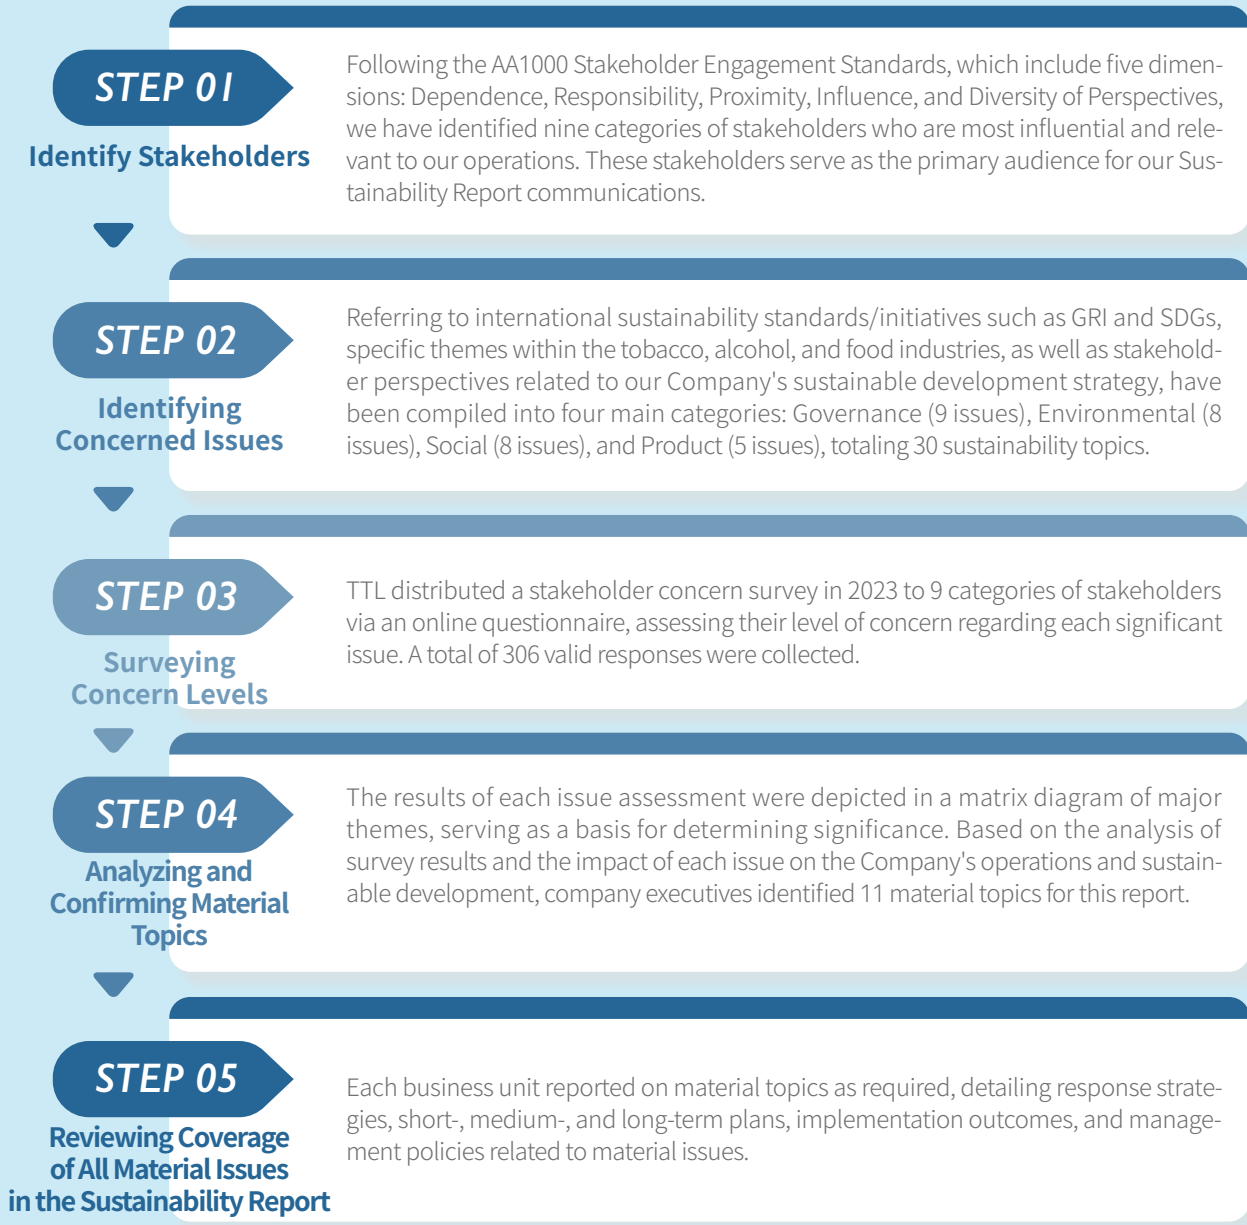 STEP 01
Identify Stakeholders
Following the AA1000 Stakeholder Engagement Standards, which include five dimen-
sions: Dependence, Responsibility, Proximity, Influence, and Diversity of Perspectives,
we have identified nine categories of stakeholders who are most influential and rele-
vant to our operations. These stakeholders serve as the primary audience for our Sus-
tainability Report communications.
STEP 02
Identifying
Concerned Issues
Referring to international sustainability standards/initiatives such as GRI and SDGs,
specific themes within the tobacco, alcohol, and food industries, as well as stakehold-
er perspectives related to our Company's sustainable development strategy, have
been compiled into four main categories: Governance (9 issues), Environmental (8
issues), Social (8 issues), and Product (5 issues), totaling 30 sustainability topics.
STEP 03
Surveying
Concern Levels
TTL distributed a stakeholder concern survey in 2023 to 9 categories of stakeholders
via an online questionnaire, assessing their level of concern regarding each significant
issue. A total of 306 valid responses were collected.
STEP 04
Analyzing and
Confirming Material
Topics
The results of each issue assessment were depicted in a matrix diagram of major
themes, serving as a basis for determining significance. Based on the analysis of
survey results and the impact of each issue on the Company's operations and sustain-
able development, company executives identified 11 material topics for this report.
STEP 05
Reviewing Coverage
of All Material Issues
in the Sustainability Report
Each business unit reported on material topics as required, detailing response strate-
gies, short-, medium-, and long-term plans, implementation outcomes, and manage-
ment policies related to material issues.